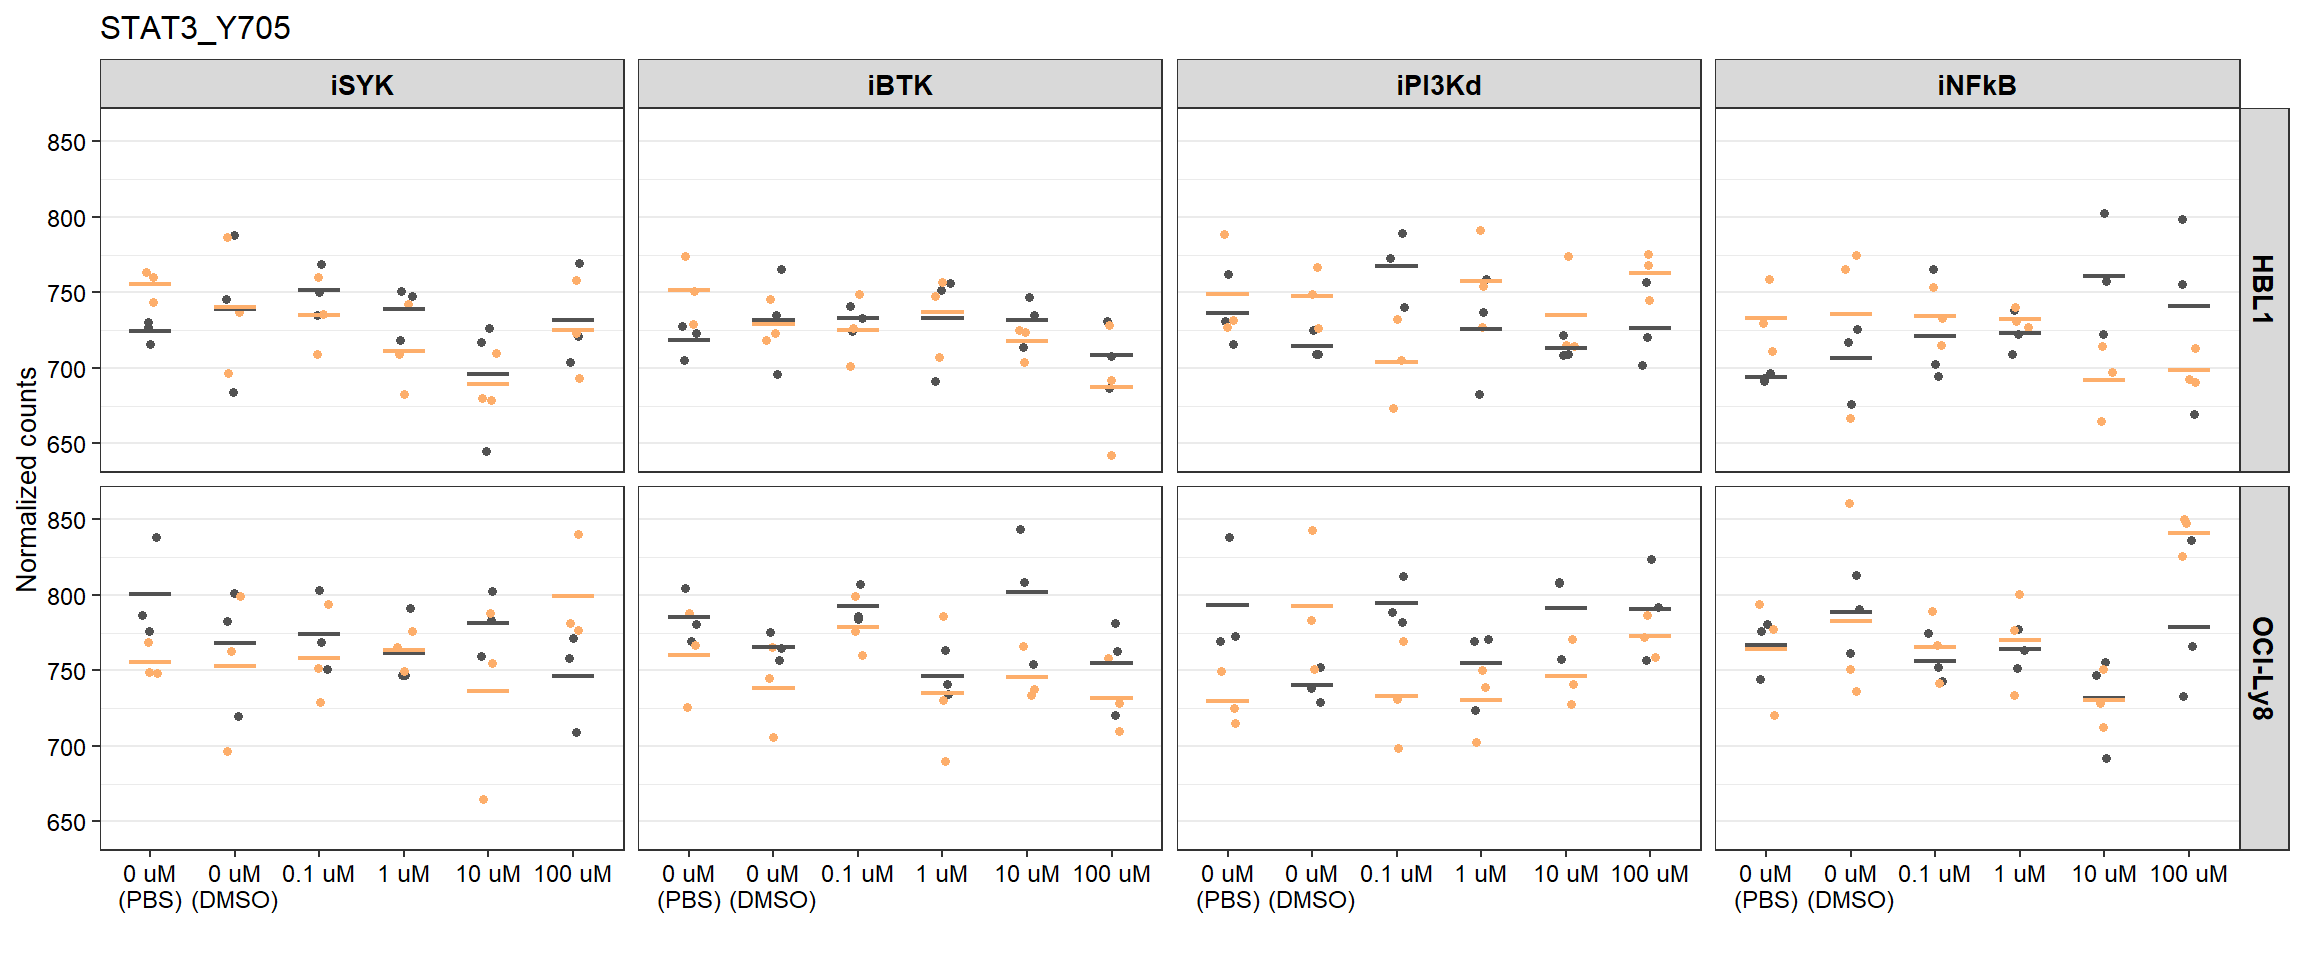 STAT3_Y705
iSYK iBTK iPI3Kd iNFkB
Normalized counts
850
800
750
700
650
HBL1
850
800
750
700
650
OCI-Ly8
0 uM 0 uM 0.1 uM 1 uM 10 uM 100 uM 0 uM 0 uM 0.1 uM 1 uM 10 uM 100 uM 0 uM 0 uM 0.1 uM 1 uM 10 uM 100 uM 0 uM 0 uM 0.1 uM 1 uM 10 uM 100 uM
(PBS) (DMSO) (PBS) (DMSO) (PBS) (DMSO) (PBS) (DMSO)